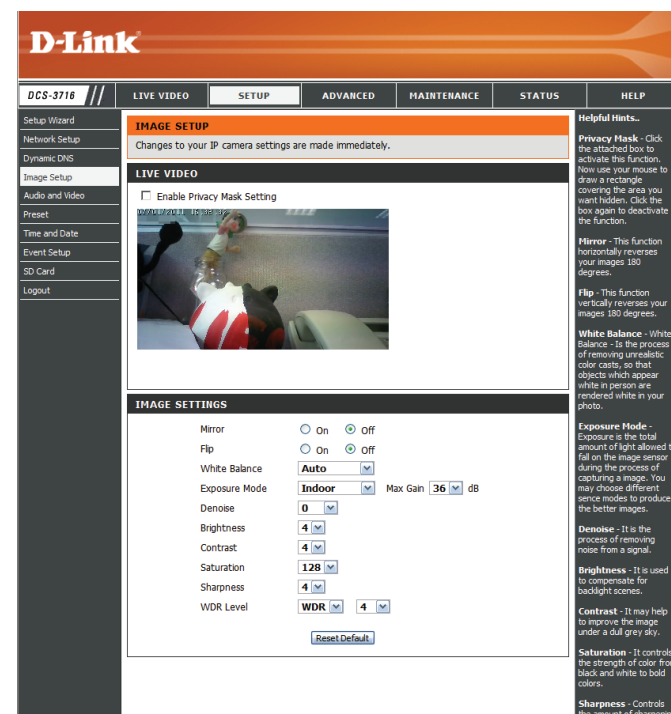 D-Link
DCS-3716 //
LIVE VIDEO
SETUP
ADVANCED
MAINTENANCE
STATUS
HELP
Setup Wizard
Network Setup
Dynamic DNS
Image Setup
Audio and Video
Preset
Time and Date
Event Setup
SD Card
Logout
IMAGE SETUP
Changes to your IP camera settings are made immediately.
LIVE VIDEO
Enable Privacy Mask Setting
IMAGE SETTINGS
Mirror On Off
Flip On Off
White Balance Auto
Exposure Mode Indoor Max Gain 36 dB
Denoise 0
Brightness 4
Contrast 4
Saturation 128
Sharpness 4
WDR Level WDR 4
Reset Default
Helpful Hints..
Privacy Mask - Click
the attached box to
activate this function.
Now use your mouse to
draw a rectangle
covering the area you
want hidden. Click the
box again to deactivate
the function.
Mirror - This function
horizontally reverses
your images 180
degrees.
Flip - This function
vertically reverses your
images 180 degrees.
White Balance - White
Balance - Is the process
of removing unrealistic
color casts, so that
objects which appear
white in person are
rendered white in your
photo.
Exposure Mode -
Exposure is the total
amount of light allowed t
fall on the image sensor
during the process of
capturing a image. You
may choose different
sence modes to produce
the better images.
Denoise - It is the
process of removing
noise from a signal.
Brightness - It is used
to compensate for
backlight scenes.
Contrast - It may help
to improve the image
under a dull grey sky.
Saturation - It controls
the strength of color fro
black and white to bold
colors.
Sharpness - Controls
the amount of sharpening